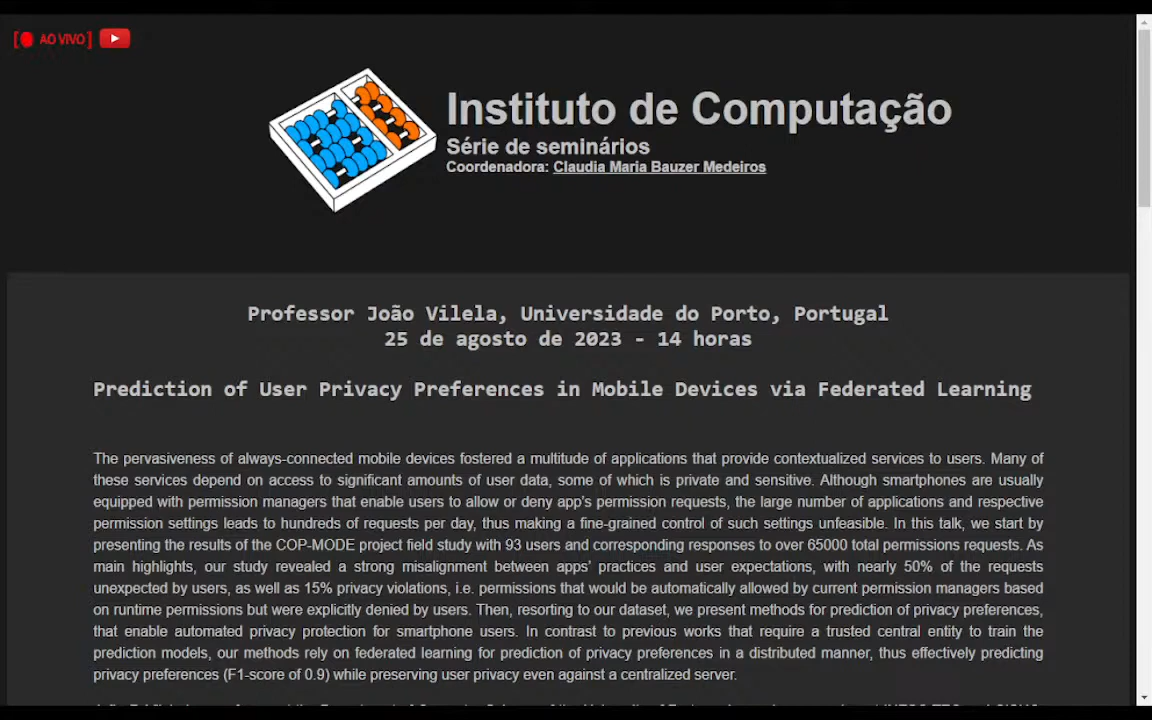 [ AO VIVO ]
Instituto de Computação
Série de seminários
Coordenadora: Claudia Maria Bauzer Medeiros
Professor João Vilela, Universidade do Porto, Portugal
25 de agosto de 2023 - 14 horas
Prediction of User Privacy Preferences in Mobile Devices via Federated Learning
The pervasiveness of always-connected mobile devices fostered a multitude of applications that provide contextualized services to users. Many of
these services depend on access to significant amounts of user data, some of which is private and sensitive. Although smartphones are usually
equipped with permission managers that enable users to allow or deny app's permission requests, the large number of applications and respective
permission settings leads to hundreds of requests per day, thus making a fine-grained control of such settings unfeasible. In this talk, we start by
presenting the results of the COP-MODE project field study with 93 users and corresponding responses to over 65000 total permissions requests. As
main highlights, our study revealed a strong misalignment between apps' practices and user expectations, with nearly 50% of the requests
unexpected by users, as well as 15% privacy violations, i.e. permissions that would be automatically allowed by current permission managers based
on runtime permissions but were explicitly denied by users. Then, resorting to our dataset, we present methods for prediction of privacy preferences,
that enable automated privacy protection for smartphone users. In contrast to previous works that require a trusted central entity to train the
prediction models, our methods rely on federated learning for prediction of privacy preferences in a distributed manner, thus effectively predicting
privacy preferences (F1-score of 0.9) while preserving user privacy even against a centralized server.